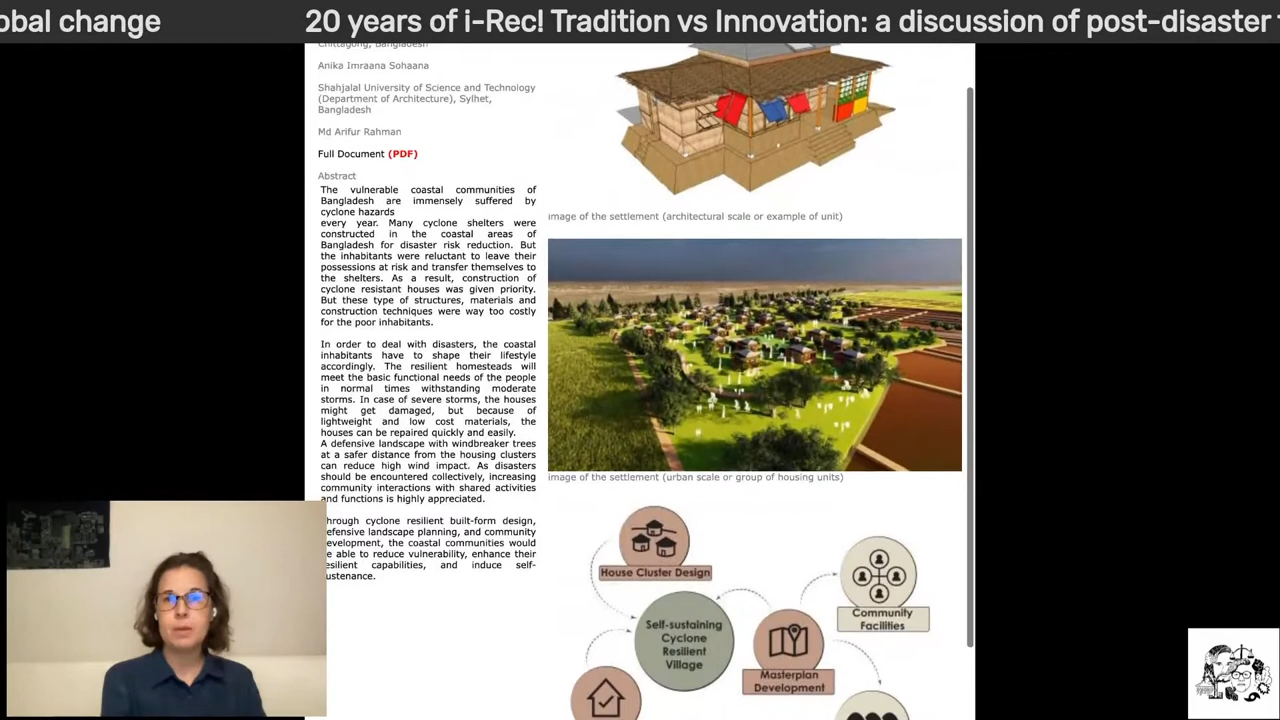 obal change
20 years of i-Rec! Tradition vs Innovation: a discussion of post-disaster
Chittagong, Bangladesh
Anika Imraana Sohaana
Shahjalal University of Science and Technology
(Department of Architecture), Sylhet,
Bangladesh
Md Arifur Rahman
Full Document (PDF)
Abstract
The vulnerable coastal communities of
Bangladesh are immensely suffered by
cyclone hazards
every year. Many cyclone shelters were
constructed in the coastal areas of
Bangladesh for disaster risk reduction. But
the inhabitants were reluctant to leave their
possessions at risk and transfer themselves to
the shelters. As a result, construction of
cyclone resistant houses was given priority.
But these type of structures, materials and
construction techniques were way too costly
for the poor inhabitants.
In order to deal with disasters, the coastal
inhabitants have to shape their lifestyle
accordingly. The resilient homesteads will
meet the basic functional needs of the people
in normal times withstanding moderate
storms. In case of severe storms, the houses
might get damaged, but because of
lightweight and low cost materials, the
houses can be repaired quickly and easily.
A defensive landscape with windbreaker trees
at a safer distance from the housing clusters
can reduce high wind impact. As disasters
should be encountered collectively, increasing
community interactions with shared activities
and functions is highly appreciated.
hrough cyclone resilient built-form design,
efensive landscape planning, and community
evelopment, the coastal communities would
e able to reduce vulnerability, enhance their
esilient capabilities, and induce self-
ustenance.
image of the settlement (architectural scale or example of unit)
image of the settlement (urban scale or group of housing units)
House Cluster Design
Self-sustaining
Cyclone
Resilient
Village
Masterplan
Development
Community
Facilities